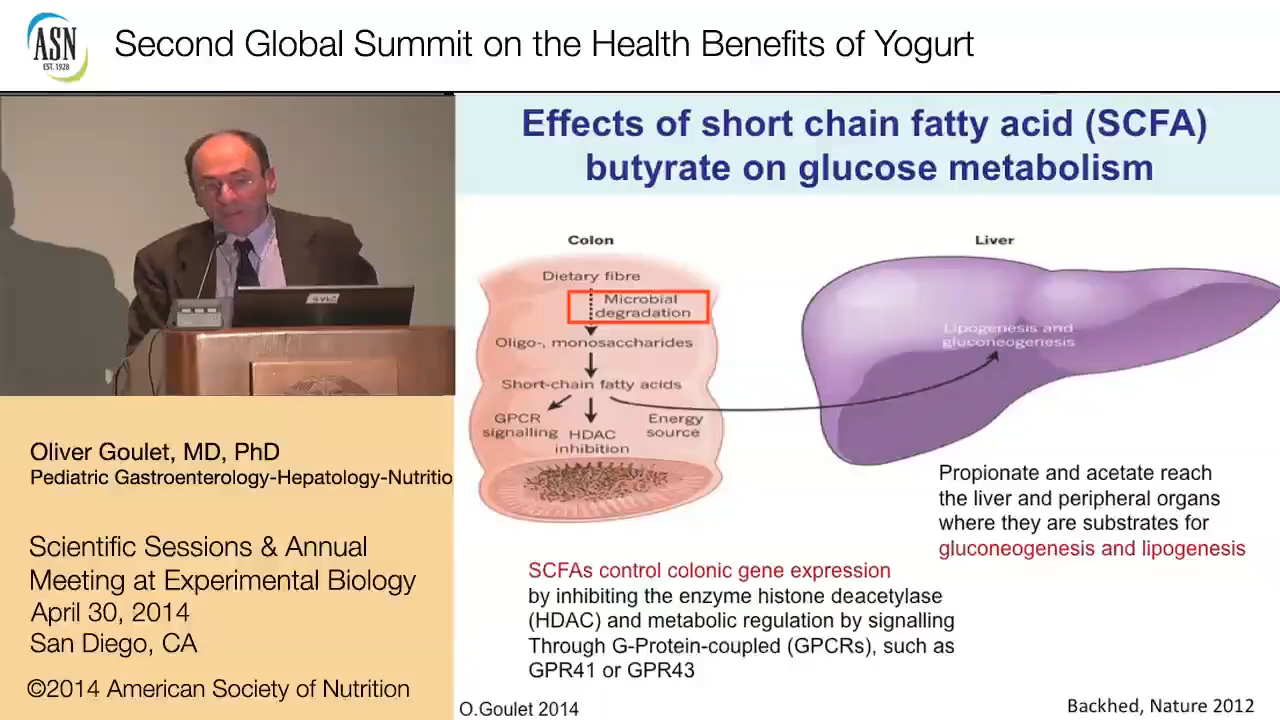 ASN
EST. 1928
Second Global Summit on the Health Benefits of Yogurt
Effects of short chain fatty acid (SCFA)
butyrate on glucose metabolism
Colon
Liver
Dietary fibre
Microbial
degradation
Oligo-, monosaccharides
Short-chain fatty acids
GPCR
signalling
HDAC
inhibition
Energy
source
Lipogenesis and
gluconeogenesis
Propionate and acetate reach
the liver and peripheral organs
where they are substrates for
gluconeogenesis and lipogenesis
SCFAs control colonic gene expression
by inhibiting the enzyme histone deacetylase
(HDAC) and metabolic regulation by signalling
Through G-Protein-coupled (GPCRs), such as
GPR41 or GPR43
O.Goulet 2014
Backhed, Nature 2012
Oliver Goulet, MD, PhD
Pediatric Gastroenterology-Hepatology-Nutritio
Scientific Sessions & Annual
Meeting at Experimental Biology
April 30, 2014
San Diego, CA
©2014 American Society of Nutrition